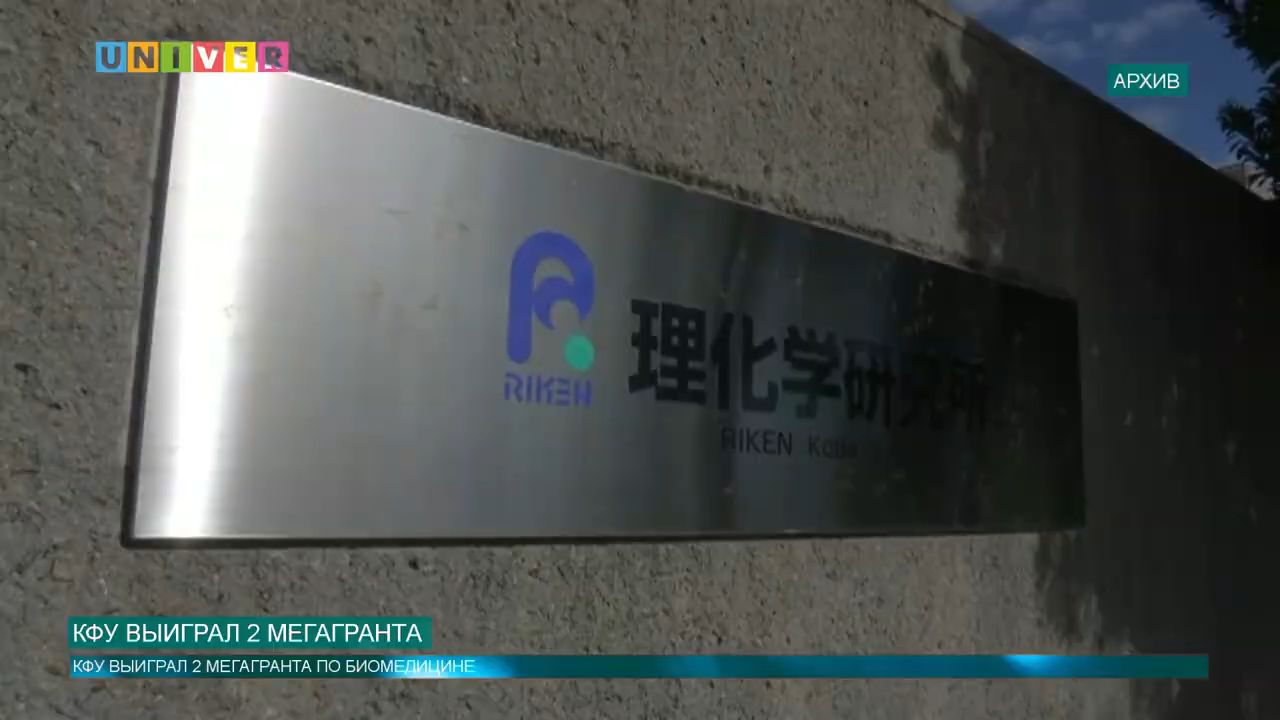 UNIVER
АРХИВ
理化学研究所
RIKEN
RIKEN Kobe
КФУ ВЫИГРАЛ 2 МЕГАГРАНТА
КФУ ВЫИГРАЛ 2 МЕГАГРАНТА ПО БИОМЕДИЦИНЕ